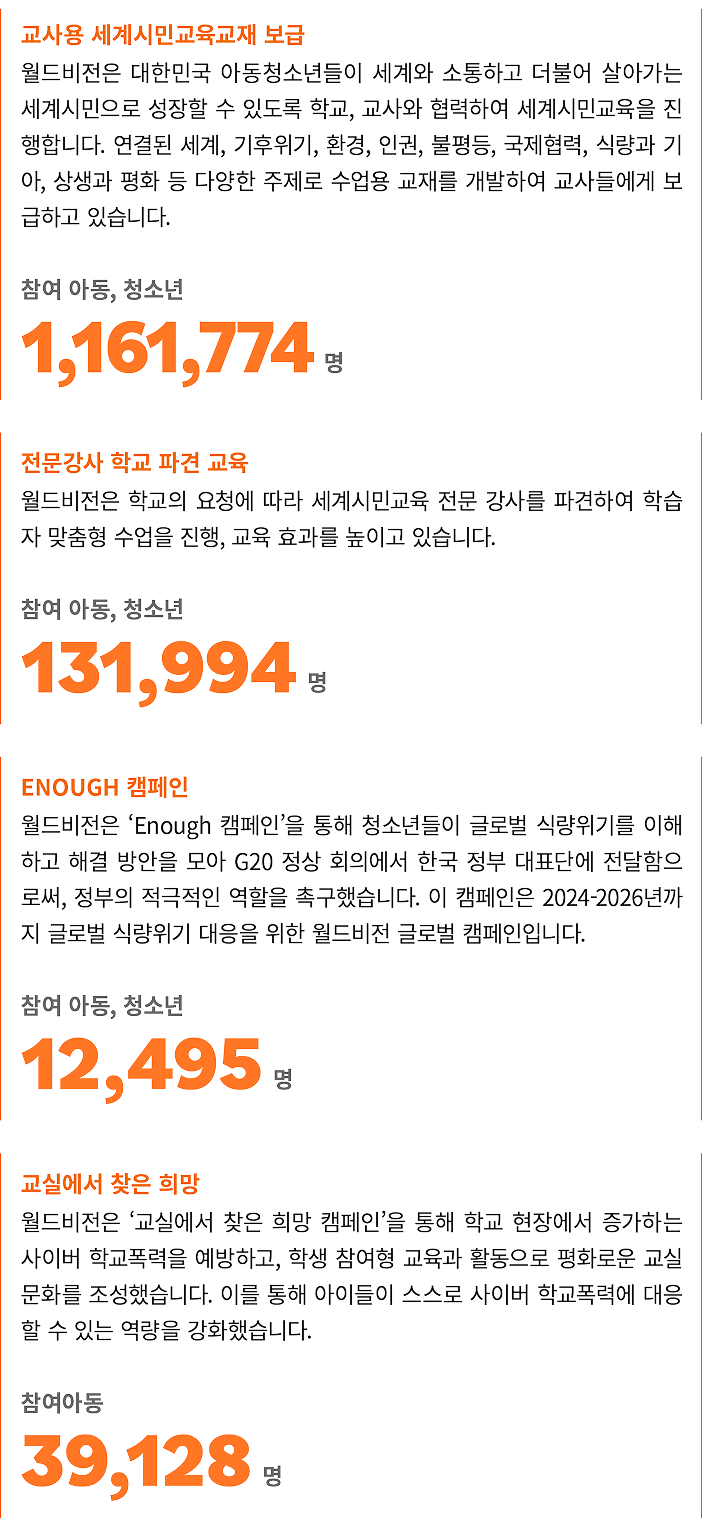 교사용 세계시민교육교재 보급
월드비전은 대한민국 아동청소년들이 세계와 소통하고 더불어 살아가는
세계시민으로 성장할 수 있도록 학교, 교사와 협력하여 세계시민교육을 진
행합니다. 연결된 세계, 기후위기, 환경, 인권, 불평등, 국제협력, 식량과 기
아, 상생과 평화 등 다양한 주제로 수업용 교재를 개발하여 교사들에게 보
급하고 있습니다.
참여 아동, 청소년
1,161,774 명
전문강사 학교 파견 교육
월드비전은 학교의 요청에 따라 세계시민교육 전문 강사를 파견하여 학습
자 맞춤형 수업을 진행, 교육 효과를 높이고 있습니다.
참여 아동, 청소년
131,994 명
ENOUGH 캠페인
월드비전은 ‘Enough 캠페인’을 통해 청소년들이 글로벌 식량위기를 이해
하고 해결 방안을 모아 G20 정상 회의에서 한국 정부 대표단에 전달함으
로써, 정부의 적극적인 역할을 촉구했습니다. 이 캠페인은 2024-2026년까
지 글로벌 식량위기 대응을 위한 월드비전 글로벌 캠페인입니다.
참여 아동, 청소년
12,495 명
교실에서 찾은 희망
월드비전은 ‘교실에서 찾은 희망 캠페인’을 통해 학교 현장에서 증가하는
사이버 학교폭력을 예방하고, 학생 참여형 교육과 활동으로 평화로운 교실
문화를 조성했습니다. 이를 통해 아이들이 스스로 사이버 학교폭력에 대응
할 수 있는 역량을 강화했습니다.
참여아동
39,128 명